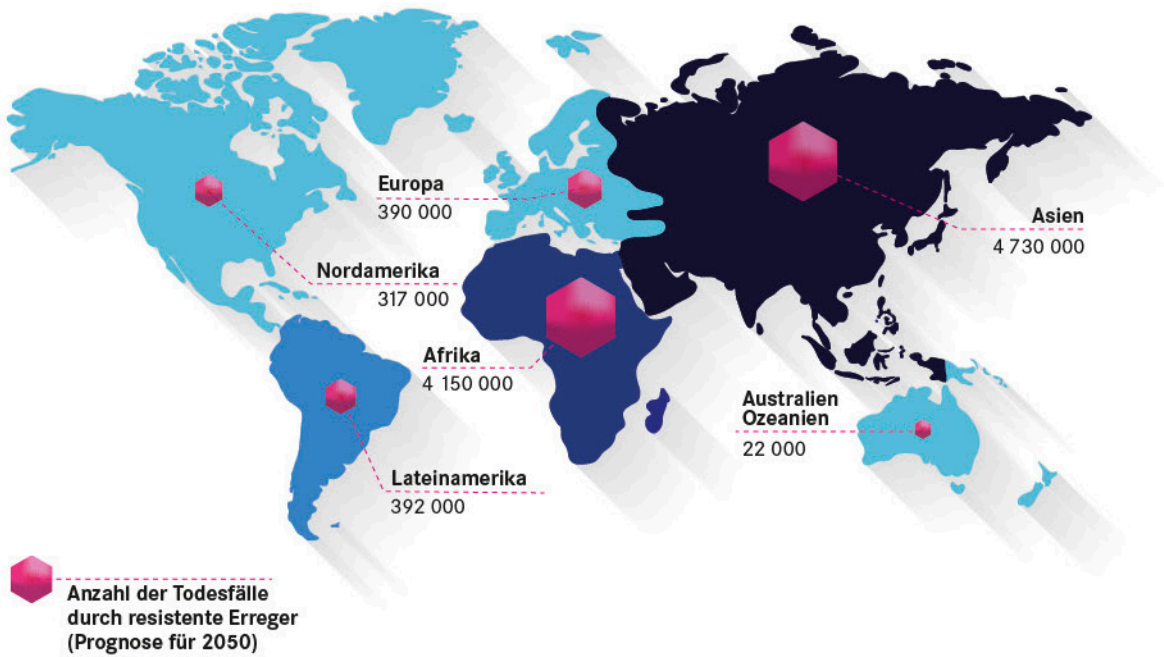 Europa
390 000
Asien
4 730 000
Nordamerika
317 000
Afrika
4 150 000
Australien
Ozeanien
22 000
Lateinamerika
392 000
Anzahl der Todesfälle
durch resistente Erreger
(Prognose für 2050)